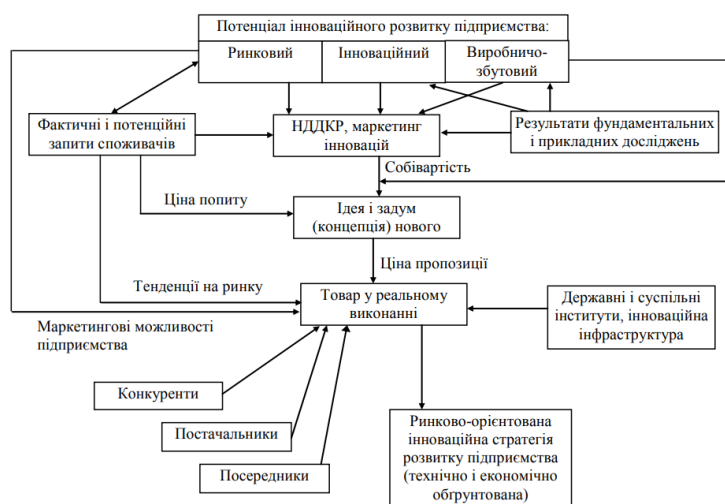 Потенціал інноваційного розвитку підприємства:
Ринковий
Інноваційний
Виробничо-
збутовий
Фактичні і потенційні
запити споживачів
НДДКР, маркетинг
інновацій
Результати фундаментальних
і прикладних досліджень
Собівартість
Ціна попиту
Ідея і задум
(концепція) нового
Ціна пропозиції
Тенденції на ринку
Товар у реальному
виконанні
Державні і суспільні
інститути, інноваційна
інфраструктура
Маркетингові можливості
підприємства
Конкуренти
Постачальники
Посередники
Ринково-орієнтована
інноваційна стратегія
розвитку підприємства
(технічно і економічно
обґрунтована)